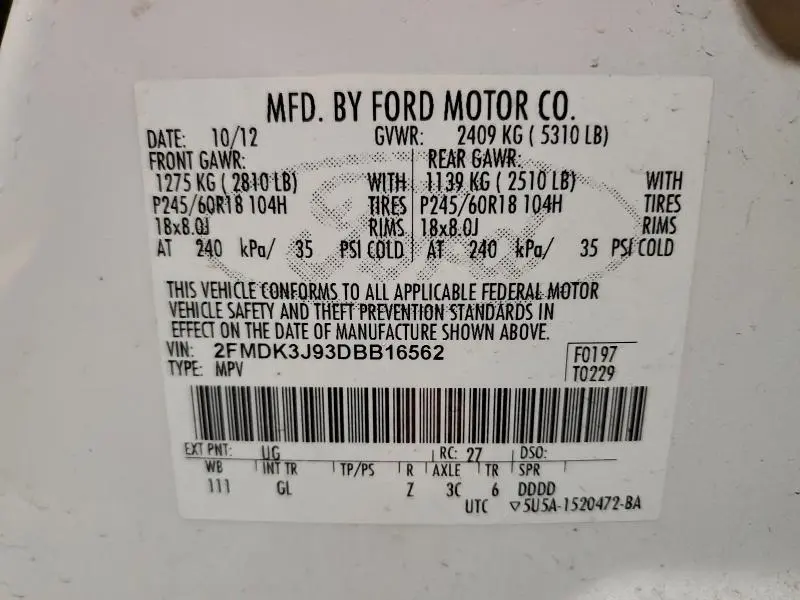 MFD. BY FORD MOTOR CO.
DATE: 10/12 GVWR: 2409 KG ( 5310 LB)
FRONT GAWR: REAR GAWR:
1275 KG ( 2810 LB) WITH 1139 KG ( 2510 LB) WITH
P245/60R18 104H TIRES P245/60R18 104H TIRES
18x8.0J RIMS 18x8.0J RIMS
AT 240 kPa/ 35 PSI COLD AT 240 kPa/ 35 PSI COLD
THIS VEHICLE CONFORMS TO ALL APPLICABLE FEDERAL MOTOR
VEHICLE SAFETY AND THEFT PREVENTION STANDARDS IN
EFFECT ON THE DATE OF MANUFACTURE SHOWN ABOVE.
VIN: 2FMDK3J93DBB16562 F0197
TYPE: MPV T0229
EXT PNT: UG RC: 27 DSO:
WB INT TR TP/PS R AXLE TR SPR
111 GL Z 3C 6 DDDD
UTC ▽5U5A-1520472-BA